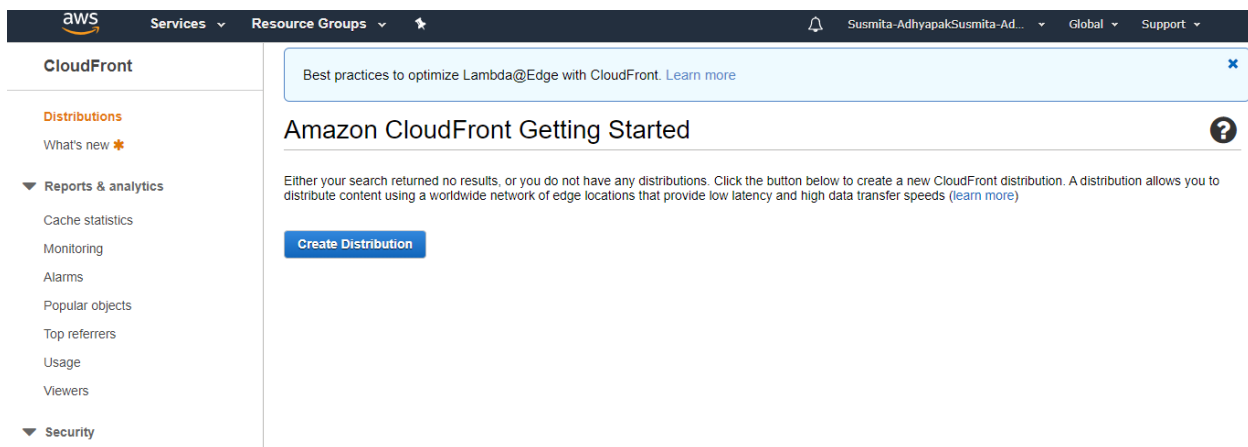 aws Services Resource Groups Susmita-AdhyapakSusmita-Ad... Global Support
CloudFront
Best practices to optimize Lambda@Edge with CloudFront. Learn more
Distributions
What's new
Amazon CloudFront Getting Started
Reports & analytics
Either your search returned no results, or you do not have any distributions. Click the button below to create a new CloudFront distribution. A distribution allows you to
distribute content using a worldwide network of edge locations that provide low latency and high data transfer speeds (learn more)
Cache statistics
Create Distribution
Monitoring
Alarms
Popular objects
Top referrers
Usage
Viewers
Security